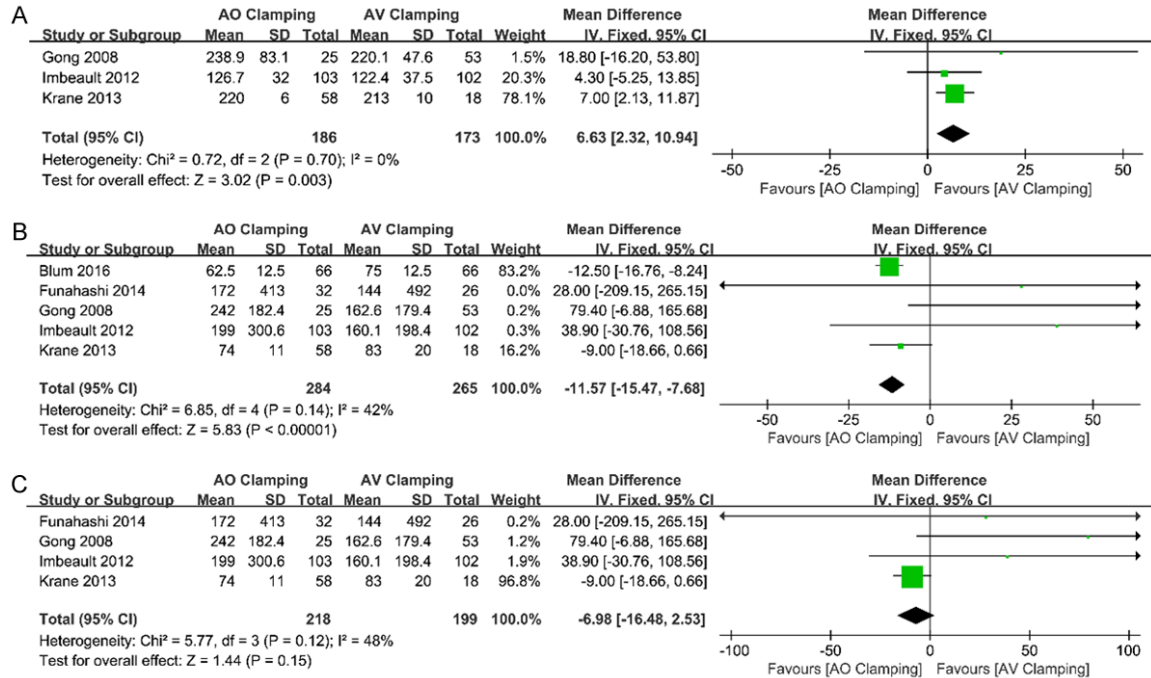 A
AO Clamping AV Clamping Mean Difference Mean Difference
Study or Subgroup Mean SD Total Mean SD Total Weight IV. Fixed. 95% CI IV. Fixed. 95% CI
Gong 2008 238.9 83.1 25 220.1 47.6 53 1.5% 18.80 [-16.20, 53.80]
Imbeault 2012 126.7 32 103 122.4 37.5 102 20.3% 4.30 [-5.25, 13.85]
Krane 2013 220 6 58 213 10 18 78.1% 7.00 [2.13, 11.87]
Total (95% CI) 186 173 100.0% 6.63 [2.32, 10.94]
Heterogeneity: Chi² = 0.72, df = 2 (P = 0.70); I² = 0%
Test for overall effect: Z = 3.02 (P = 0.003)
-50 -25 0 25 50
Favours [AO Clamping] Favours [AV Clamping]
B
AO Clamping AV Clamping Mean Difference Mean Difference
Study or Subgroup Mean SD Total Mean SD Total Weight IV. Fixed. 95% CI IV. Fixed. 95% CI
Blum 2016 62.5 12.5 66 75 12.5 66 83.2% -12.50 [-16.76, -8.24]
Funahashi 2014 172 413 32 144 492 26 0.0% 28.00 [-209.15, 265.15]
Gong 2008 242 182.4 25 162.6 179.4 53 0.2% 79.40 [-6.88, 165.68]
Imbeault 2012 199 300.6 103 160.1 198.4 102 0.3% 38.90 [-30.76, 108.56]
Krane 2013 74 11 58 83 20 18 16.2% -9.00 [-18.66, 0.66]
Total (95% CI) 284 265 100.0% -11.57 [-15.47, -7.68]
Heterogeneity: Chi² = 6.85, df = 4 (P = 0.14); I² = 42%
Test for overall effect: Z = 5.83 (P < 0.00001)
-50 -25 0 25 50
Favours [AO Clamping] Favours [AV Clamping]
C
AO Clamping AV Clamping Mean Difference Mean Difference
Study or Subgroup Mean SD Total Mean SD Total Weight IV. Fixed. 95% CI IV. Fixed. 95% CI
Funahashi 2014 172 413 32 144 492 26 0.2% 28.00 [-209.15, 265.15]
Gong 2008 242 182.4 25 162.6 179.4 53 1.2% 79.40 [-6.88, 165.68]
Imbeault 2012 199 300.6 103 160.1 198.4 102 1.9% 38.90 [-30.76, 108.56]
Krane 2013 74 11 58 83 20 18 96.8% -9.00 [-18.66, 0.66]
Total (95% CI) 218 199 100.0% -6.98 [-16.48, 2.53]
Heterogeneity: Chi² = 5.77, df = 3 (P = 0.12); I² = 48%
Test for overall effect: Z = 1.44 (P = 0.15)
-100 -50 0 50 100
Favours [AO Clamping] Favours [AV Clamping]